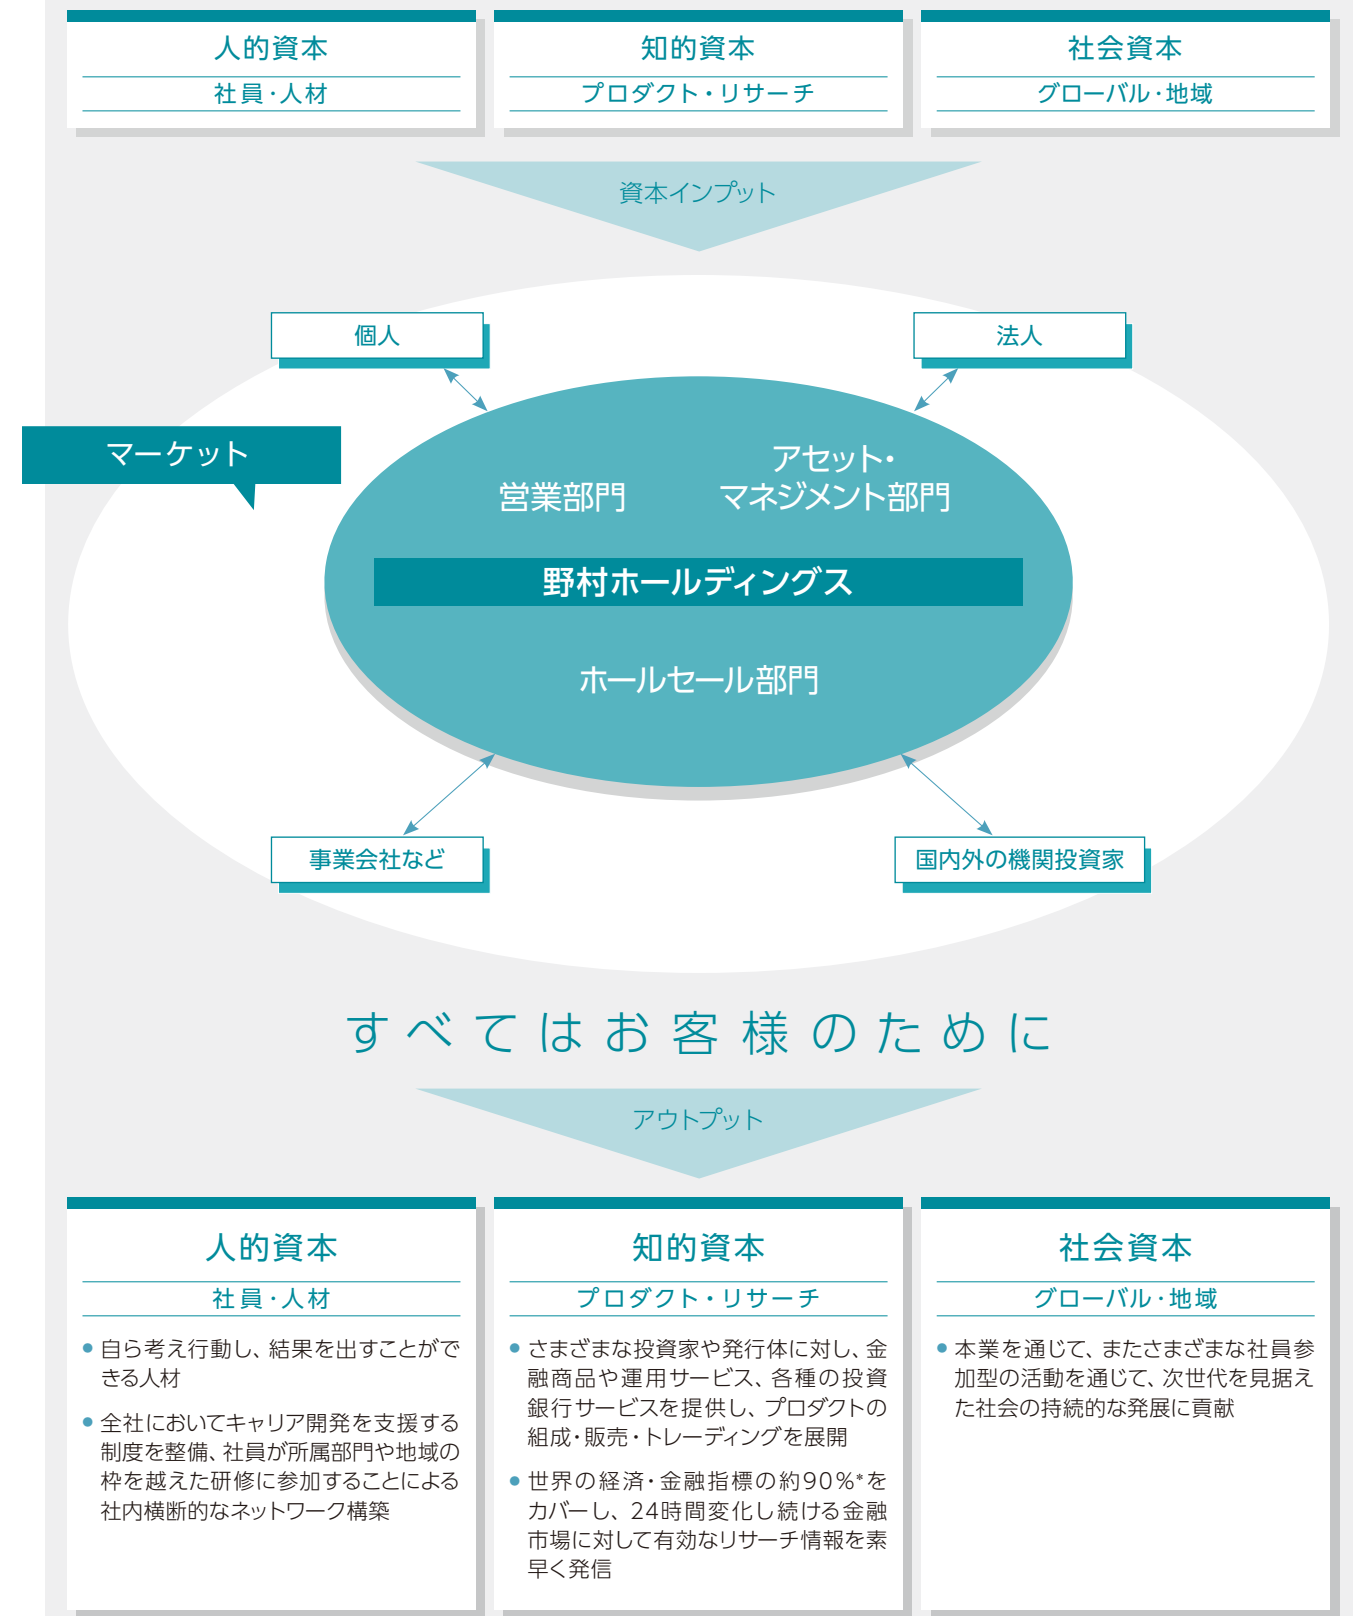 人的資本
社員・人材
知的資本
プロダクト・リサーチ
社会資本
グローバル・地域
資本インプット
個人
法人
マーケット
営業部門
アセット・
マネジメント部門
野村ホールディングス
ホールセール部門
事業会社など
国内外の機関投資家
すべてはお客様のために
アウトプット
人的資本
社員・人材
●自ら考え行動し、結果を出すことがで
きる人材
●全社においてキャリア開発を支援する
制度を整備、社員が所属部門や地域の
枠を越えた研修に参加することによる
社内横断的なネットワーク構築
知的資本
プロダクト・リサーチ
●さまざまな投資家や発行体に対し、金
融商品や運用サービス、各種の投資
銀行サービスを提供し、プロダクトの
組成・販売・トレーディングを展開
●世界の経済・金融指標の約90%*を
カバーし、24時間変化し続ける金融
市場に対して有効なリサーチ情報を素
早く発信
社会資本
グローバル・地域
●本業を通じて、またさまざまな社員参
加型の活動を通じて、次世代を見据え
た社会の持続的な発展に貢献